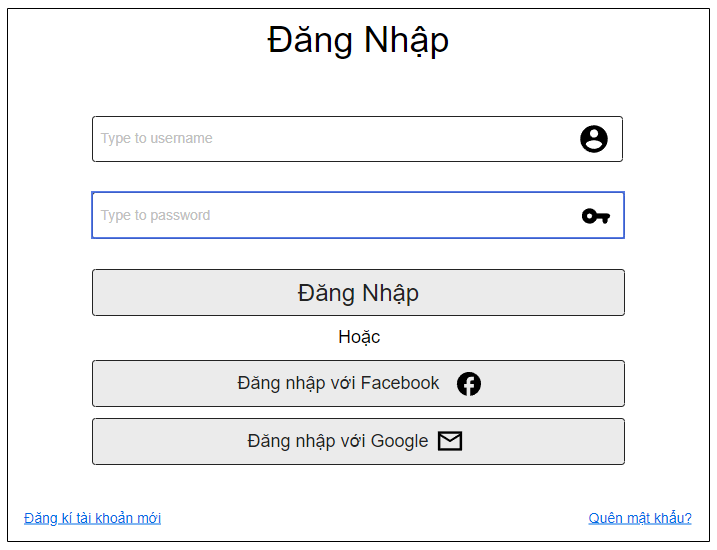 Đăng Nhập
Type to username
Type to password
Đăng Nhập
Hoặc
Đăng nhập với Facebook
Đăng nhập với Google
Đăng kí tài khoản mới
Quên mật khẩu?